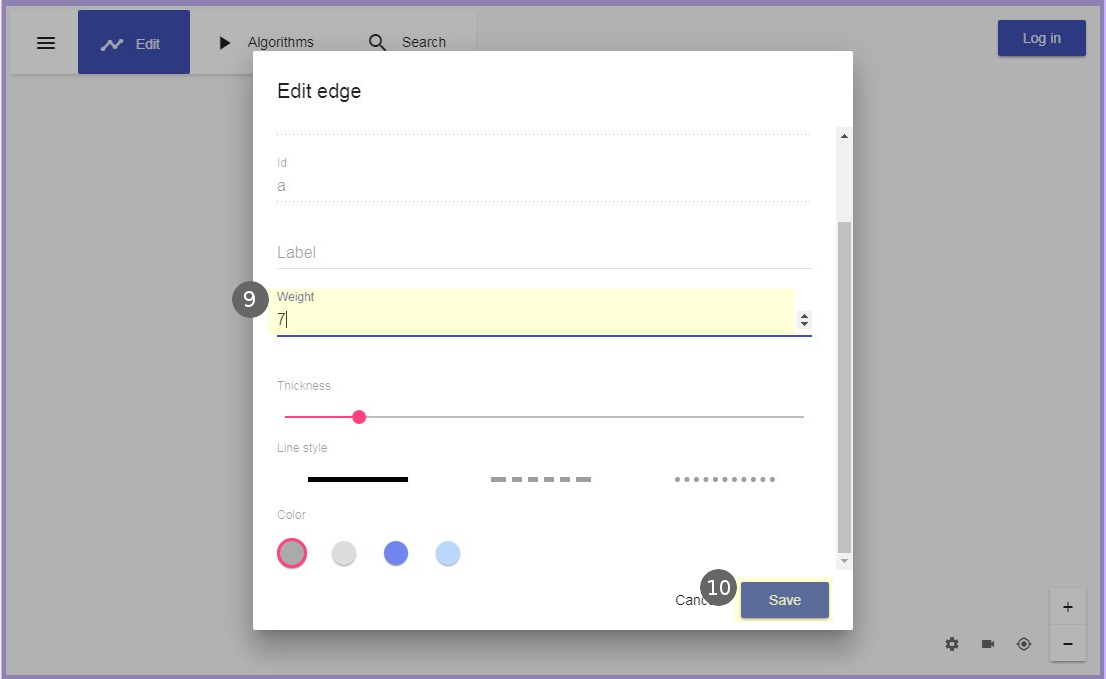 Edit
Algorithms
Search
Log in
Edit edge
Id
a
Label
9
Weight
7
Thickness
Line style
Color
Canc
10
Save
+
−